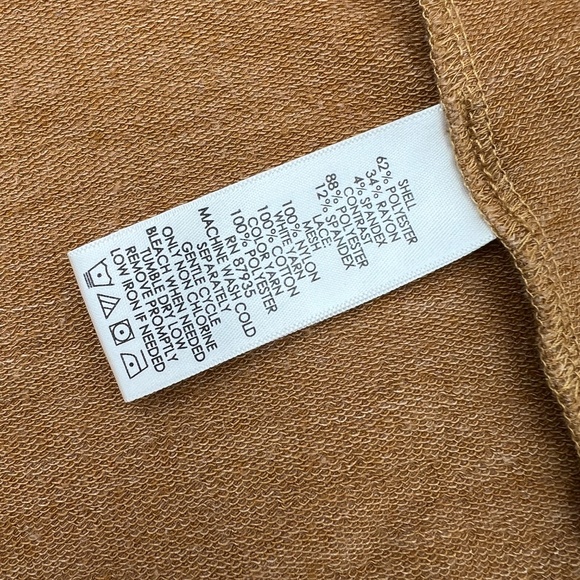 SHELL
62% POLYESTER
34% RAYON
4% SPANDEX
CONTRAST
88% POLYESTER
12% SPANDEX
LACE:
MESH:
100% NYLON
WHITE YARN
100% COTTON
COLOR YARN
100% POLYESTER
RN 87935
MACHINE WASH COLD
SEPARATELY
GENTLE CYCLE
ONLY NON CHLORINE
BLEACH WHEN NEEDED
TUMBLE DRY LOW
REMOVE PROMPTLY
LOW IRON IF NEEDED